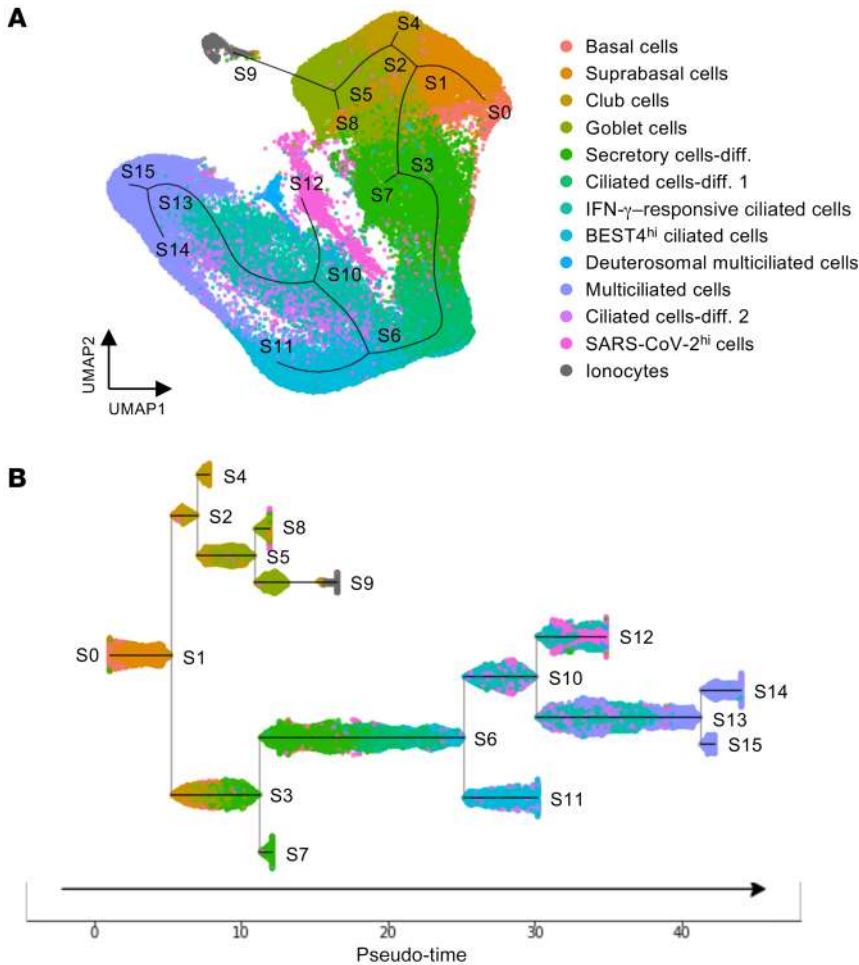 A
S4
S9
S2
S1
S5
S0
S8
S3
S15
S12
S7
S13
S14
S10
S6
S11
UMAP2
UMAP1
Basal cells
Suprabasal cells
Club cells
Goblet cells
Secretory cells-diff.
Ciliated cells-diff. 1
IFN-γ–responsive ciliated cells
BEST4hi ciliated cells
Deuterosomal multiciliated cells
Multiciliated cells
Ciliated cells-diff. 2
SARS-CoV-2hi cells
Ionocytes
B
S4
S2
S8
S5
S9
S0
S1
S12
S10
S14
S13
S6
S15
S3
S11
S7
0 10 20 30 40
Pseudo-time